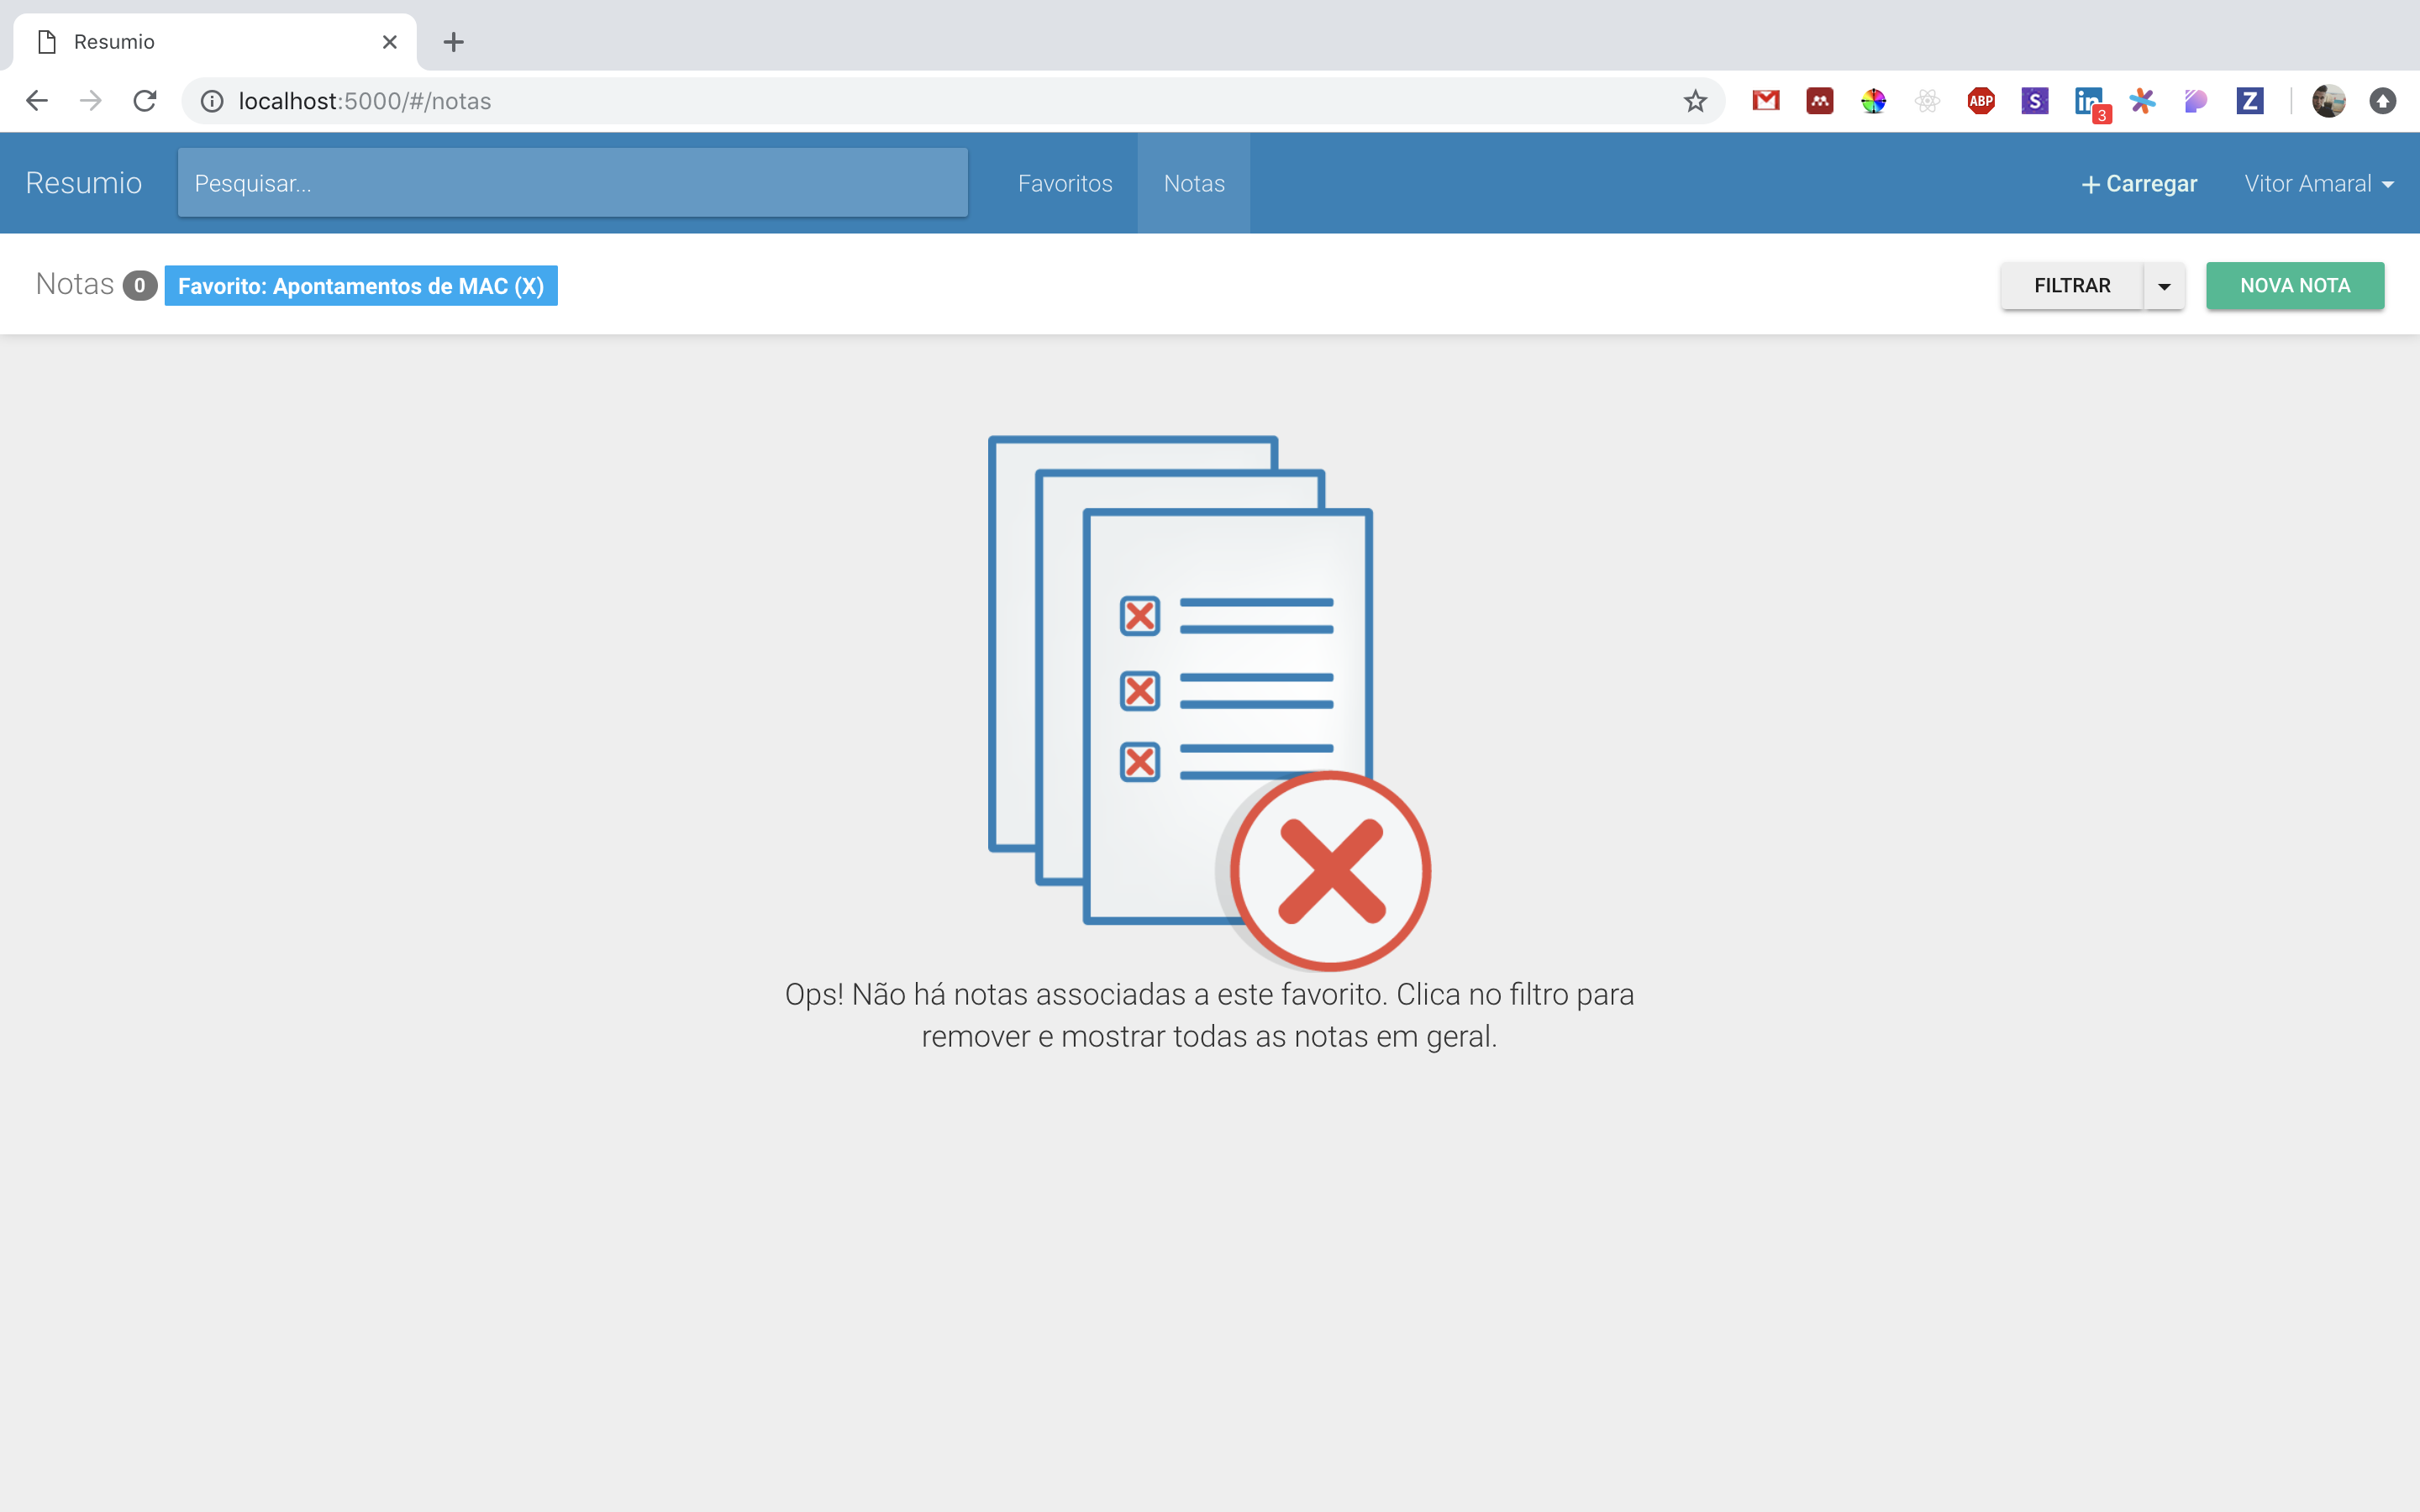 Resumio
localhost:5000/#/notas
ABP
S
in
3
Z
Resumio
Pesquisar...
Favoritos
Notas
+ Carregar
Vitor Amaral
Notas 0 Favorito: Apontamentos de MAC (X)
FILTRAR
NOVA NOTA
Ops! Não há notas associadas a este favorito. Clica no filtro para
remover e mostrar todas as notas em geral.